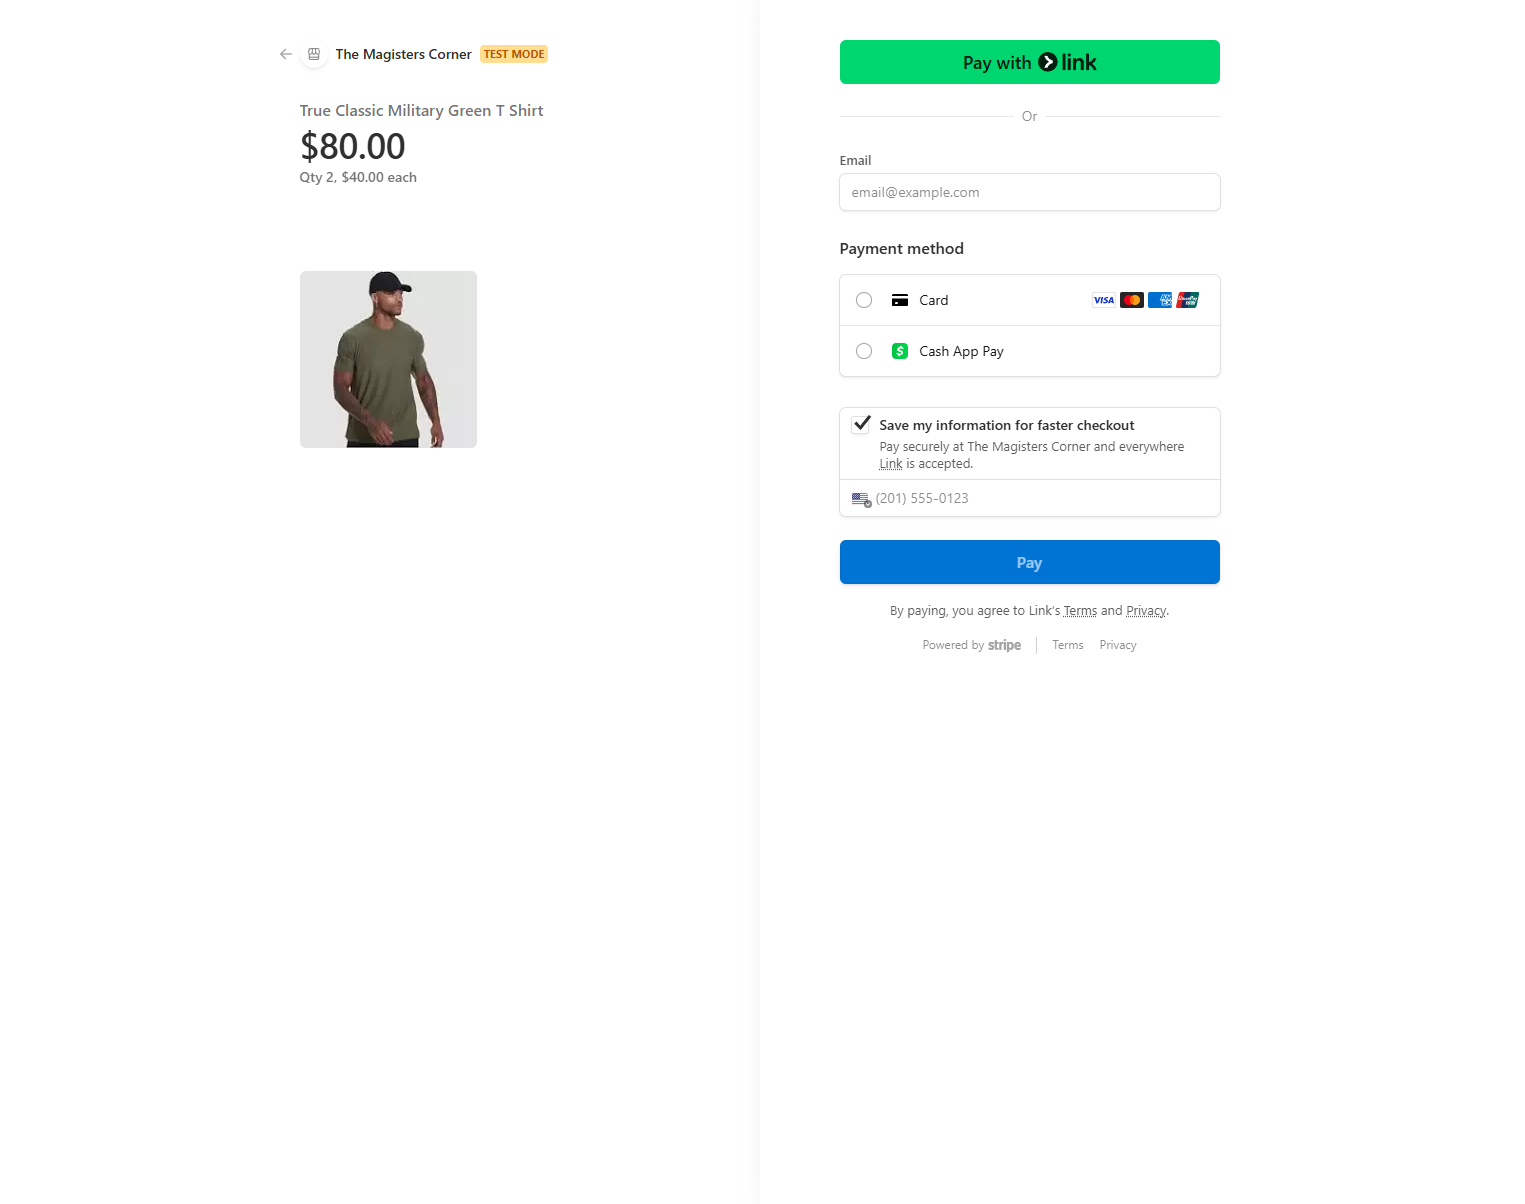 The Magisters Corner TEST MODE
True Classic Military Green T Shirt
$80.00
Qty 2, $40.00 each
Pay with link
Or
Email
email@example.com
Payment method
Card VISA
Cash App Pay
Save my information for faster checkout
Pay securely at The Magisters Corner and everywhere
Link is accepted.
(201) 555-0123
Pay
By paying, you agree to Link's Terms and Privacy.
Powered by stripe Terms Privacy